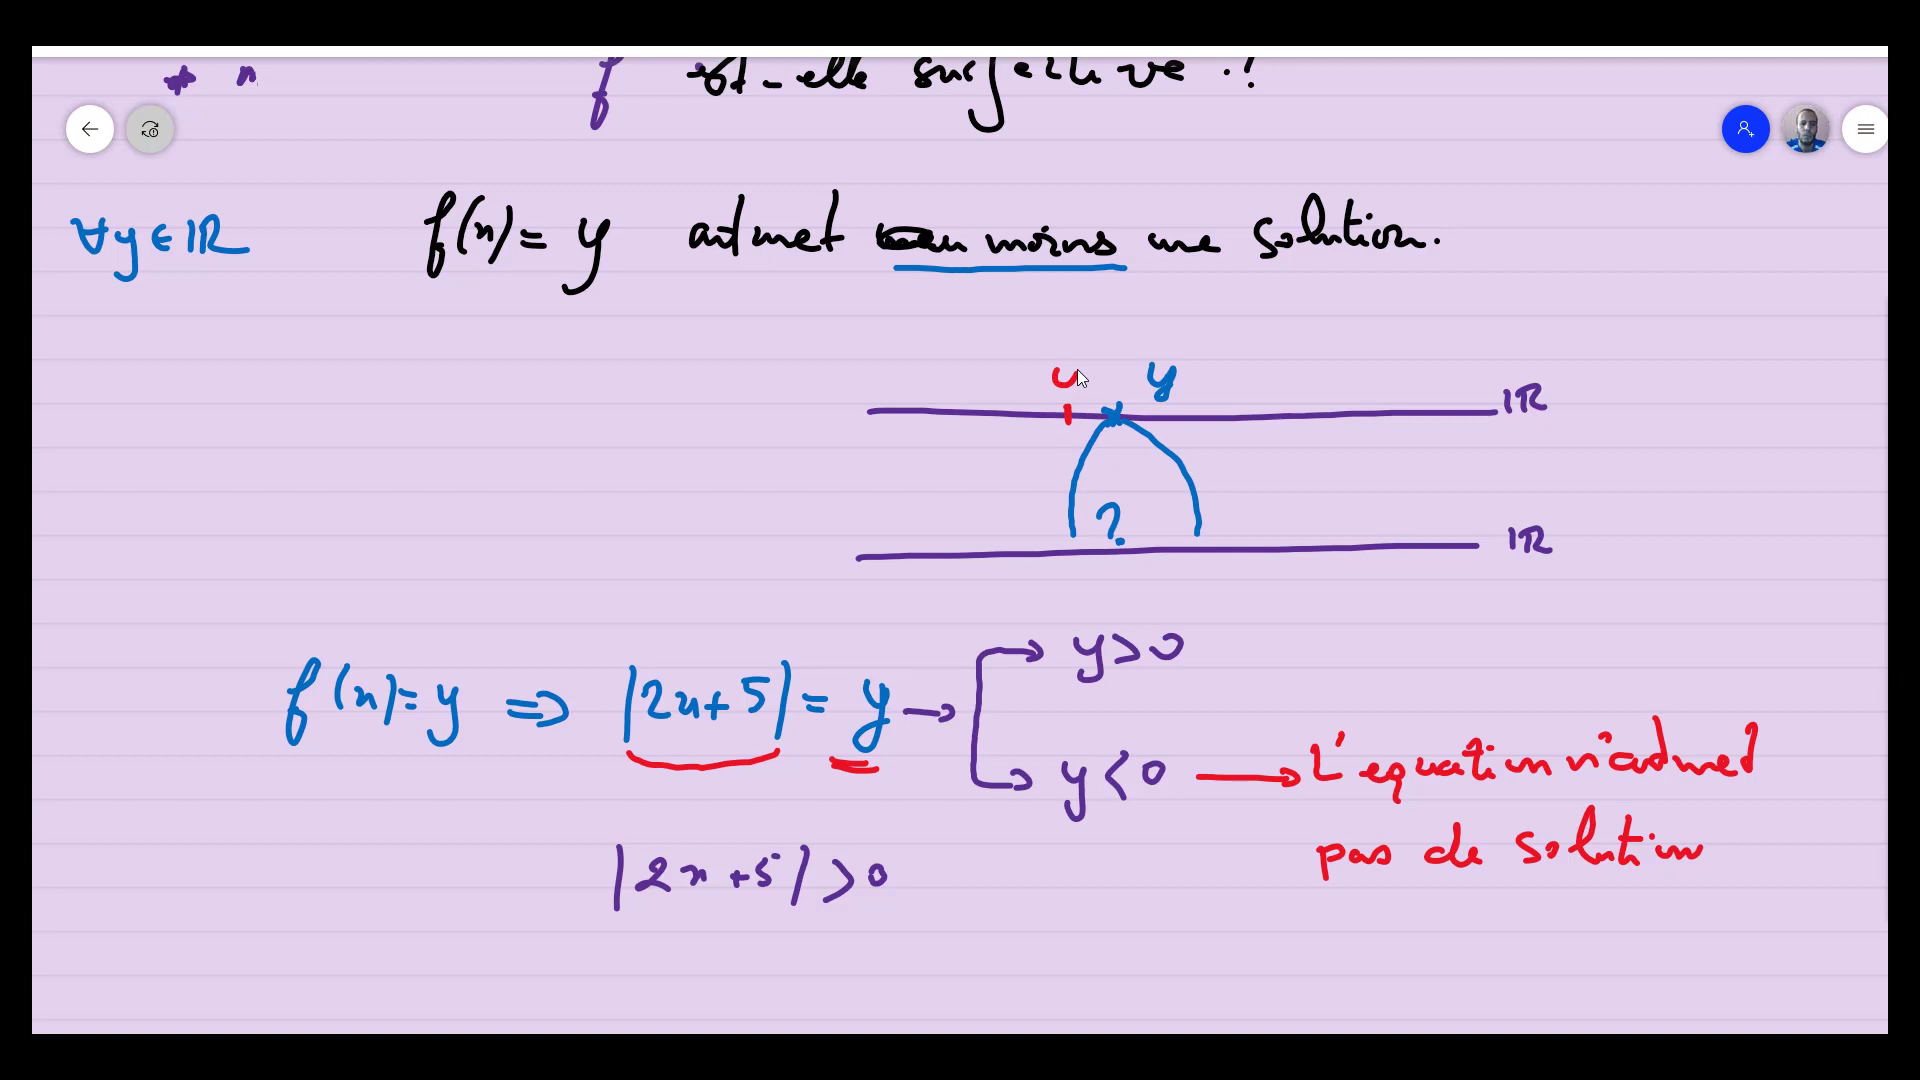 f est-elle surjective ?
∀y ∈ ℝ f(x) = y admet au moins une solution.
y
ℝ
?
ℝ
y > 0
f(x) = y ⇒ |2x + 5| = y →
y < 0 → L'equation n'admed
pas de solution
|2x + 5| > 0